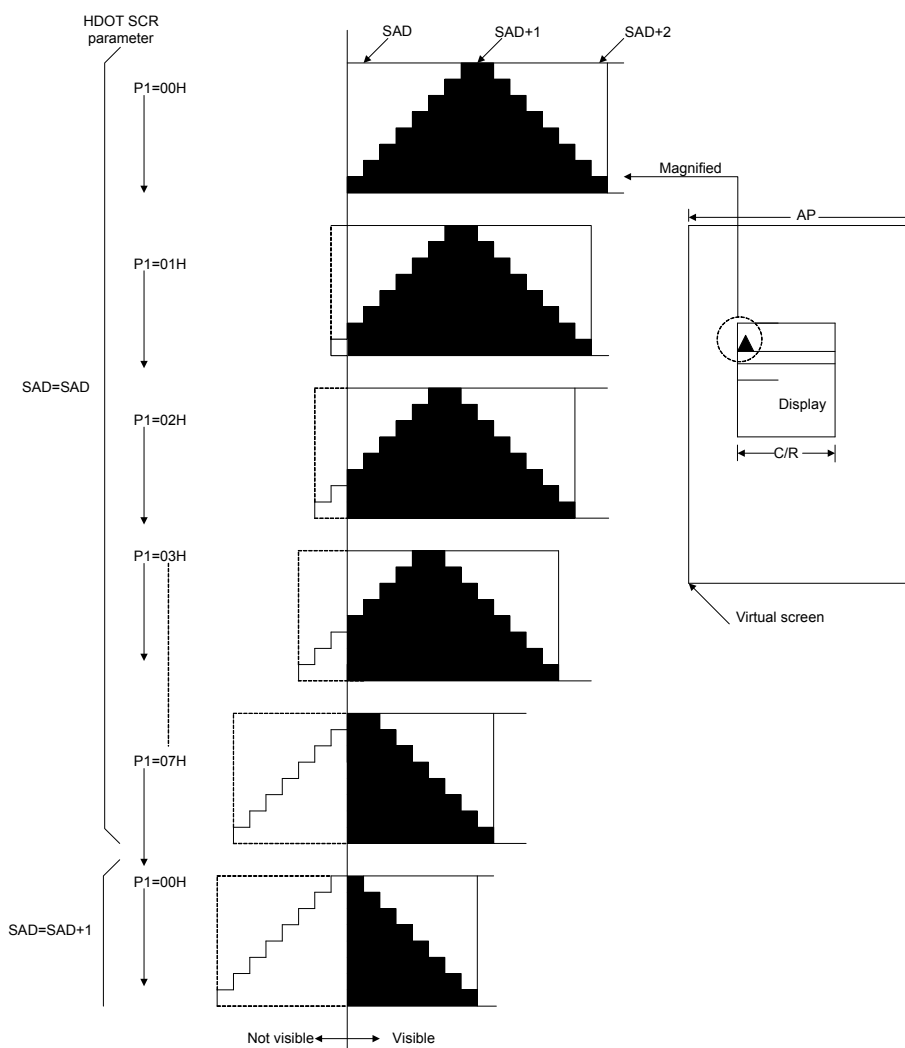 HDOT SCR
parameter
SAD
SAD+1
SAD+2
P1=00H
Magnified
AP
P1=01H
SAD=SAD
Display
P1=02H
C/R
P1=03H
Virtual screen
P1=07H
P1=00H
SAD=SAD+1
Not visible
Visible